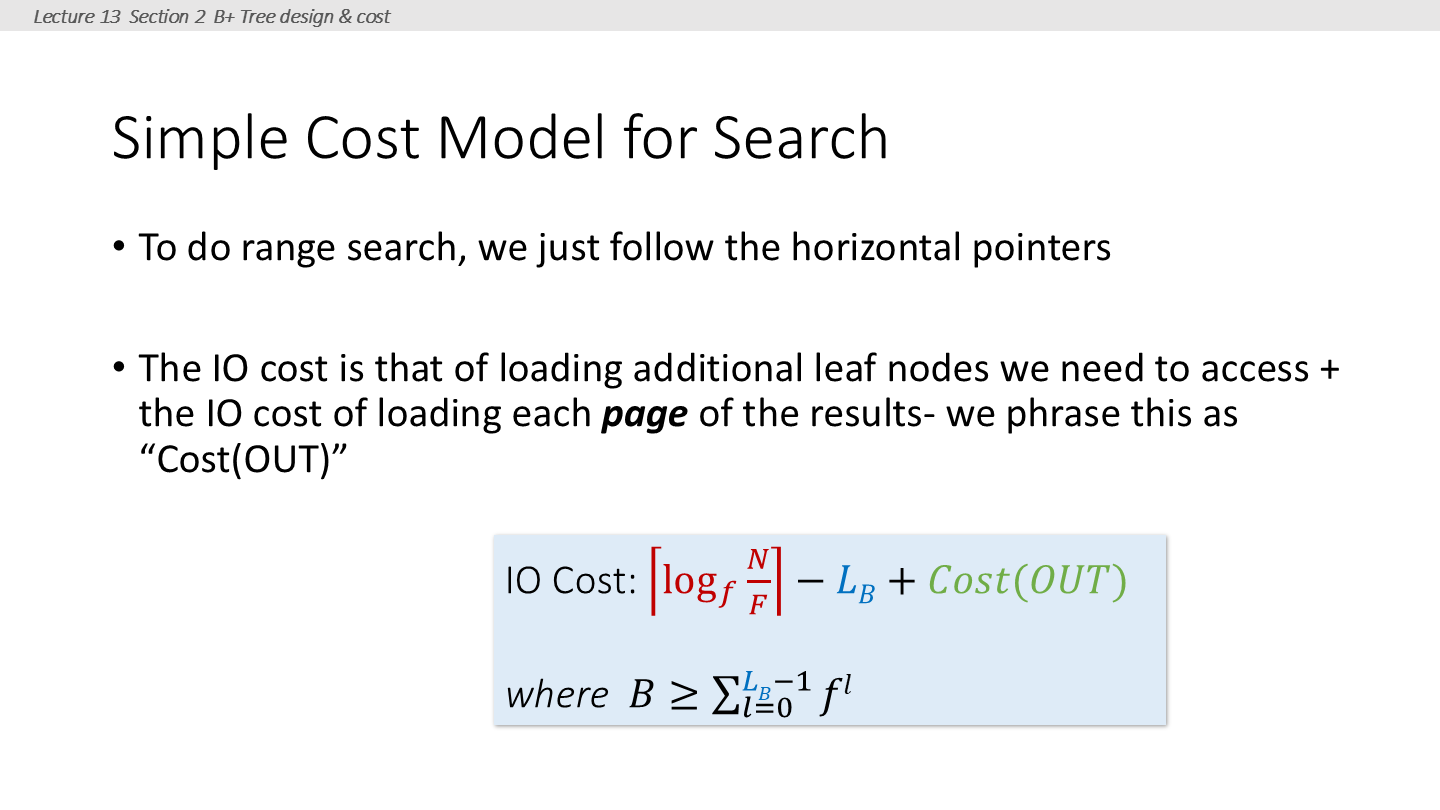 Lecture 13 Section 2 B+ Tree design & cost
Simple Cost Model for Search
• To do range search, we just follow the horizontal pointers
• The IO cost is that of loading additional leaf nodes we need to access +
the IO cost of loading each page of the results- we phrase this as
“Cost(OUT)”
IO Cost: ⌈log_f N/F⌉ − L_B + Cost(OUT)
where B ≥ ∑_{l=0}^{L_B−1} f^l